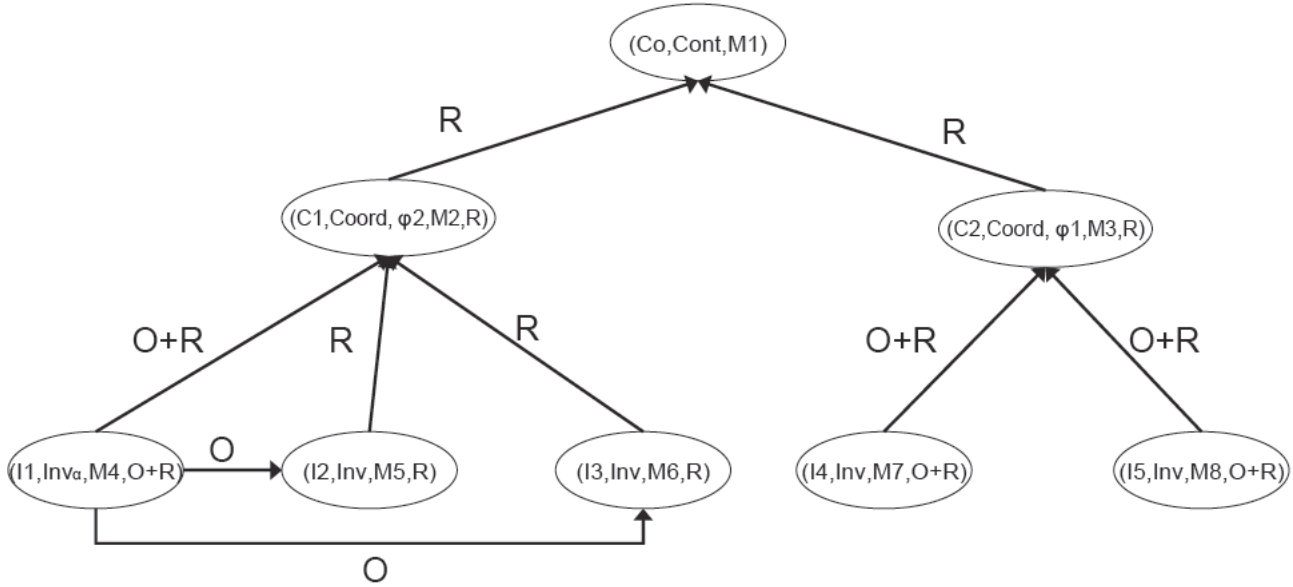 (Co,Cont,M1)
R
R
(C1,Coord, φ2,M2,R)
(C2,Coord, φ1,M3,R)
O+R
R
R
O+R
O+R
(I1,Invα,M4,O+R)
O
(I2,Inv,M5,R)
(I3,Inv,M6,R)
(I4,Inv,M7,O+R)
(I5,Inv,M8,O+R)
O